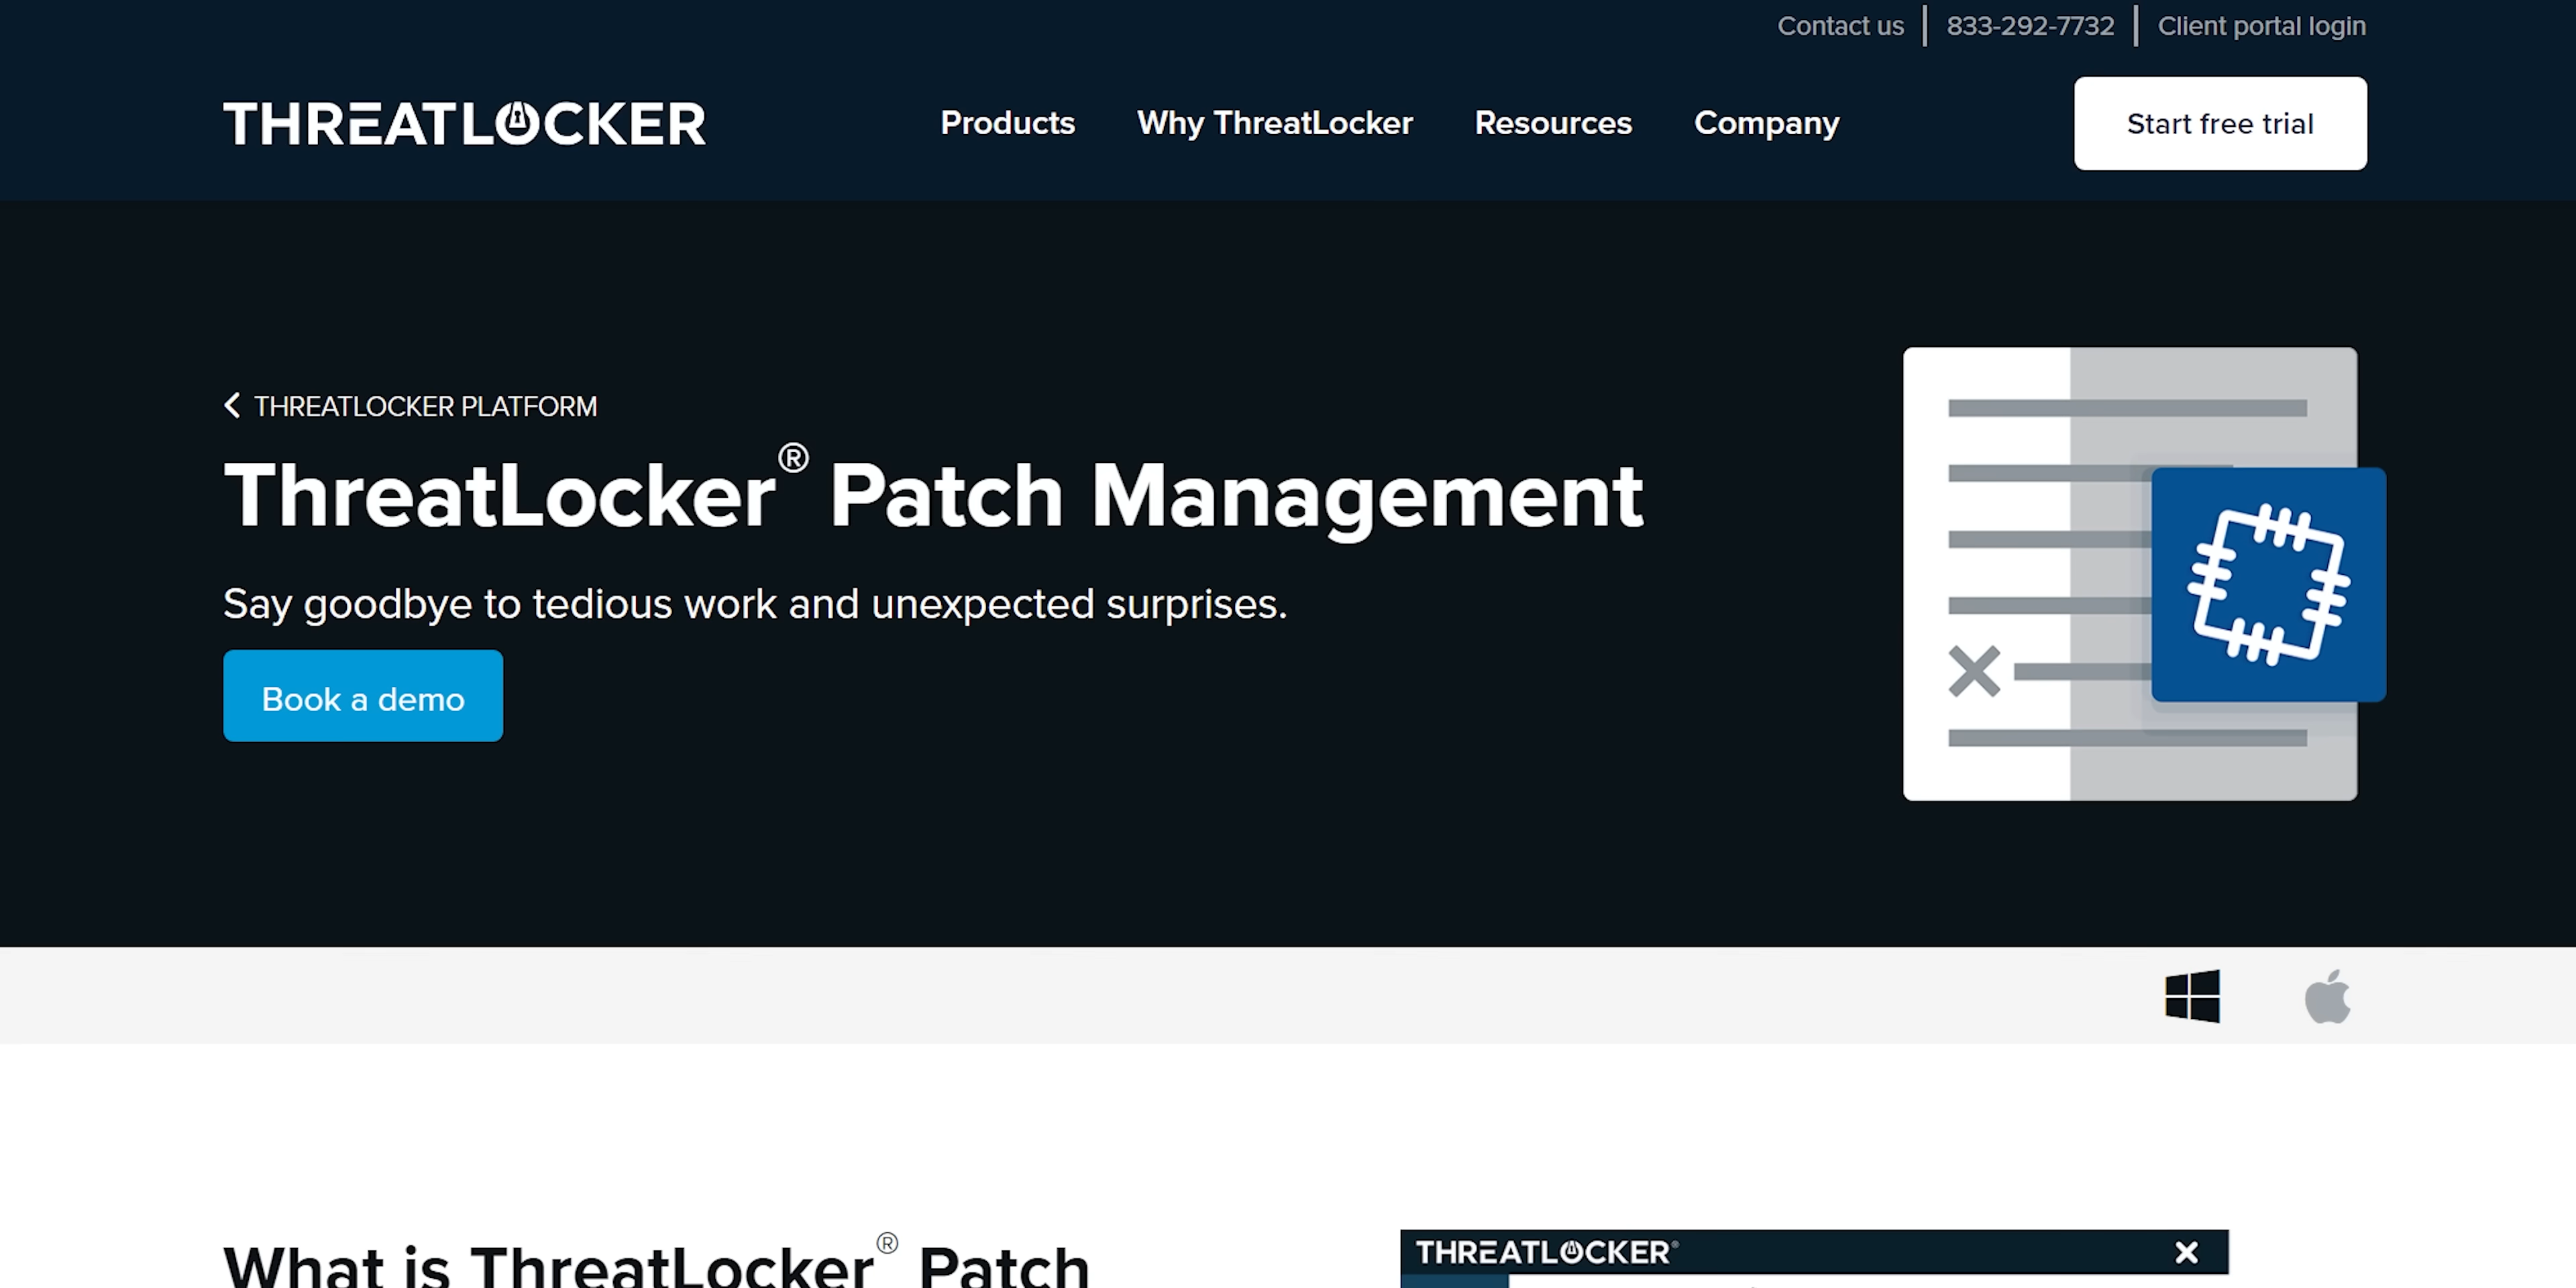 Contact us
833-292-7732
Client portal login
THREATLOCKER
Products
Why ThreatLocker
Resources
Company
Start free trial
THREATLOCKER PLATFORM
ThreatLocker® Patch Management
Say goodbye to tedious work and unexpected surprises.
Book a demo
What is ThreatLocker® Patch
THREATLOCKER®